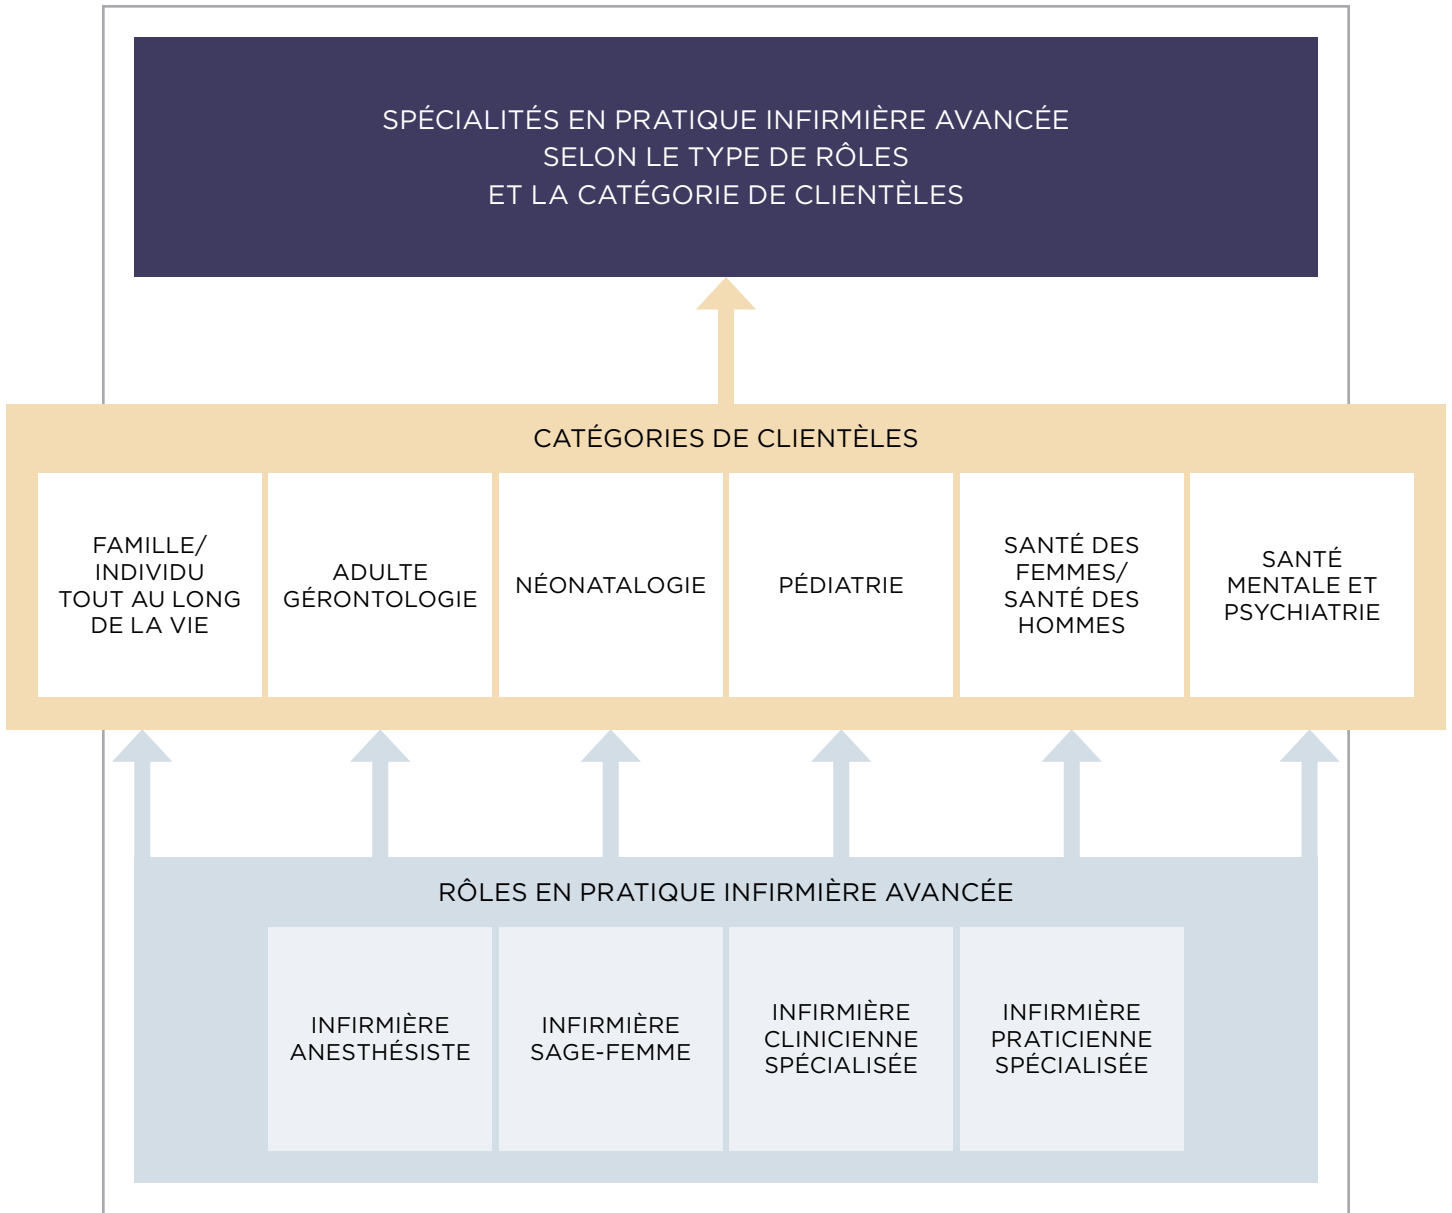 SPÉCIALITÉS EN PRATIQUE INFIRMIÈRE AVANCÉE
SELON LE TYPE DE RÔLES
ET LA CATÉGORIE DE CLIENTÈLES
CATÉGORIES DE CLIENTÈLES
FAMILLE/
INDIVIDU
TOUT AU LONG
DE LA VIE
ADULTE
GÉRONTOLOGIE
NÉONATALOGIE
PÉDIATRIE
SANTÉ DES
FEMMES/
SANTÉ DES
HOMMES
SANTÉ
MENTALE ET
PSYCHIATRIE
RÔLES EN PRATIQUE INFIRMIÈRE AVANCÉE
INFIRMIÈRE
ANESTHÉSISTE
INFIRMIÈRE
SAGE-FEMME
INFIRMIÈRE
CLINICIENNE
SPÉCIALISÉE
INFIRMIÈRE
PRATICIENNE
SPÉCIALISÉE